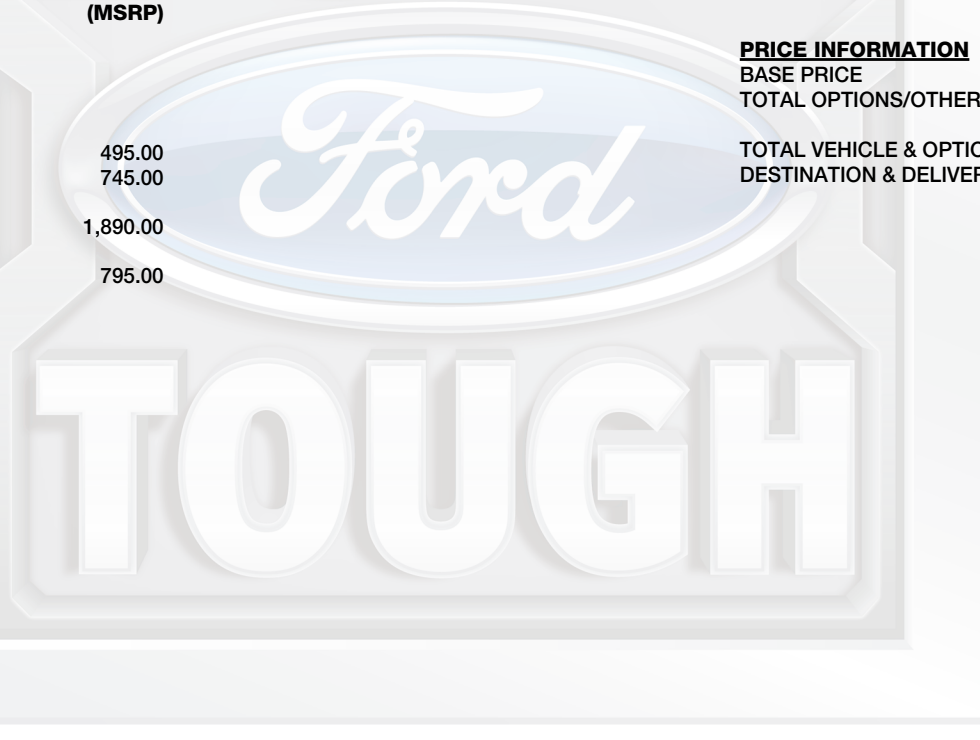 (MSRP)
495.00
745.00
1,890.00
795.00
PRICE INFORMATION
BASE PRICE
TOTAL OPTIONS/OTHER
TOTAL VEHICLE & OPTIO
DESTINATION & DELIVER
Ford
TOUGH